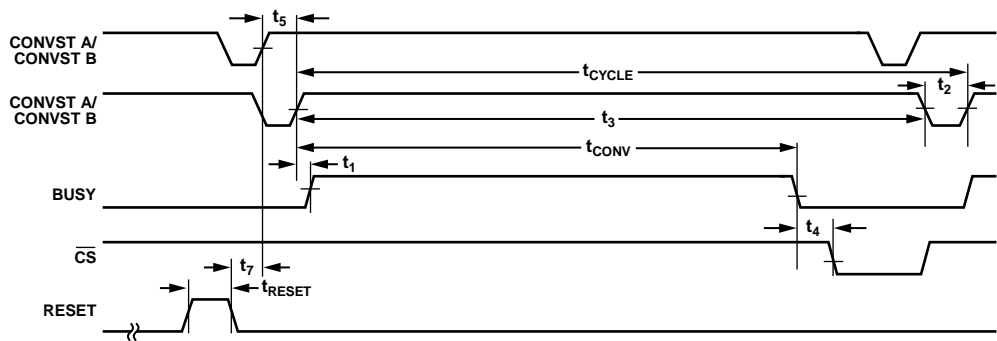 t5
CONVST A/
CONVST B
tCYCLE
t2
CONVST A/
CONVST B
t3
tCONV
t1
BUSY
t4
CS
t7
tRESET
RESET